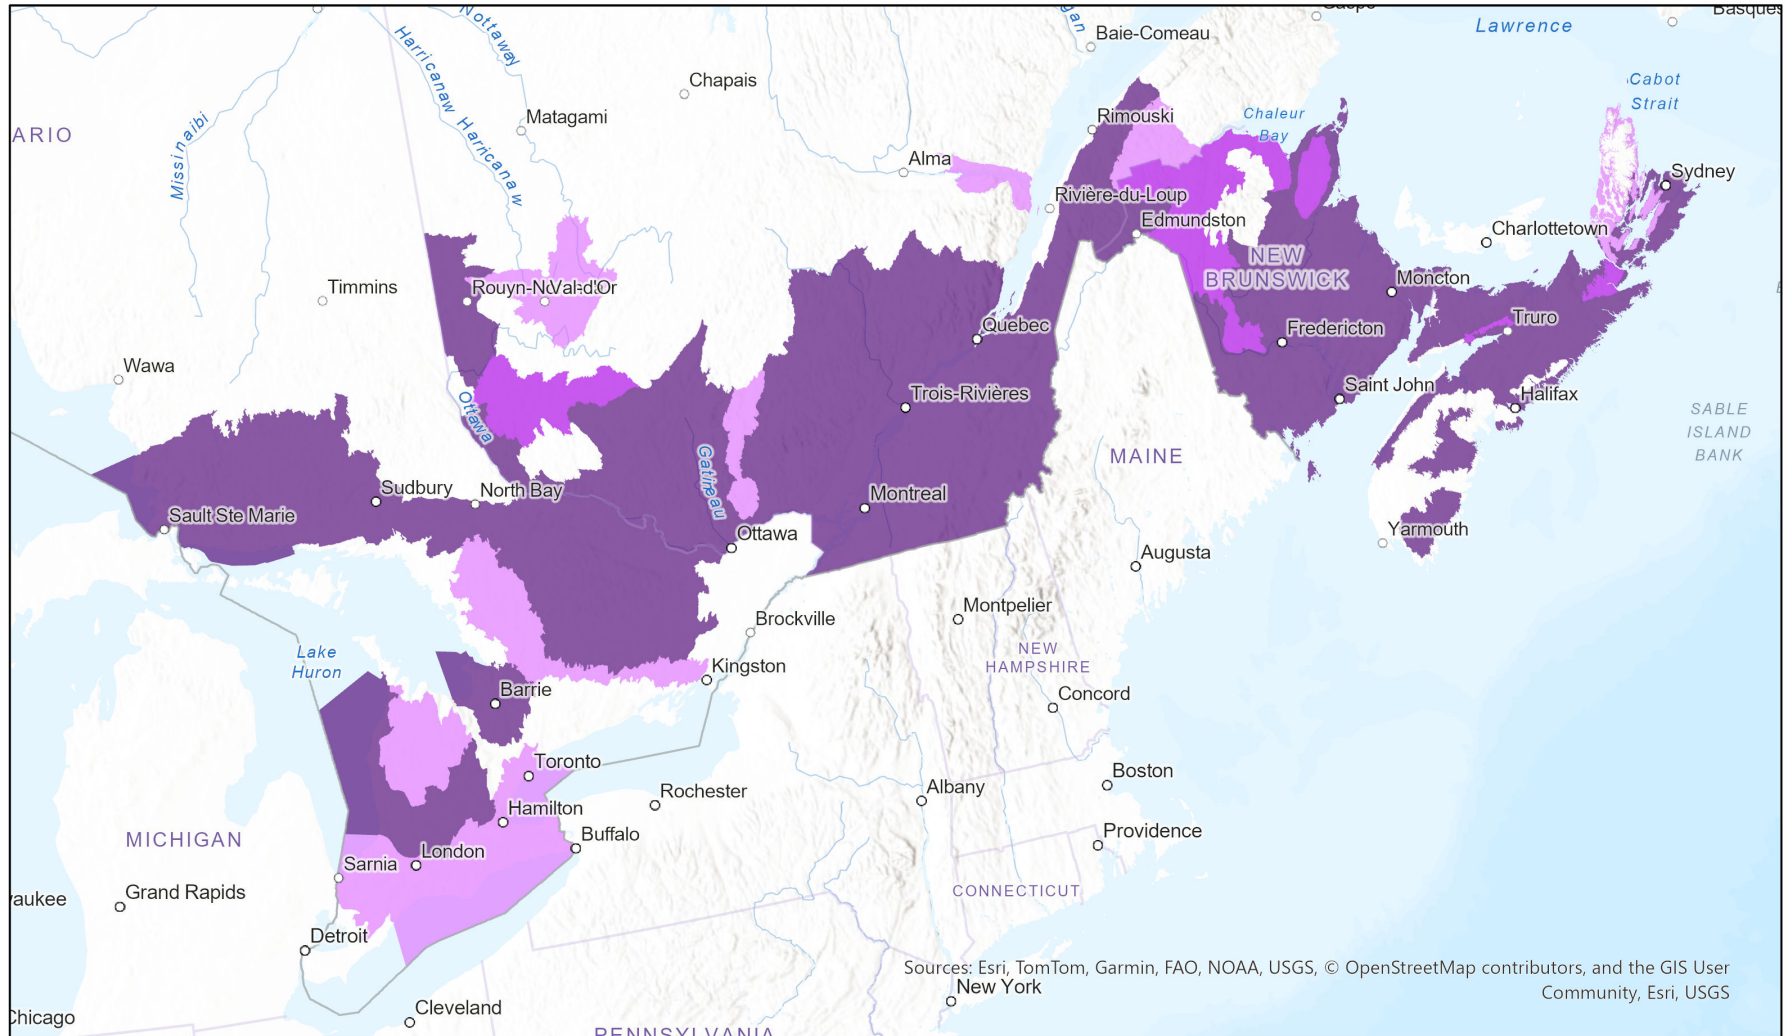 Lawrence
Baie-Comeau
Nottaway
Harricanaw
Harricanaw
Chapais
Matagami
Missinaibi
ARIO
Cabot
Strait
Chaleur
Bay
Rimouski
Alma
Sydney
Rivière-du-Loup
Edmundston
Charlottetown
NEW
BRUNSWICK
Moncton
Timmins
Rouyn-No
Val-d'Or
Quebec
Fredericton
Truro
Wawa
Ottawa
Trois-Rivières
Saint John
Halifax
SABLE
ISLAND
BANK
MAINE
Gatineau
Sudbury
North Bay
Montreal
Sault Ste Marie
Ottawa
Yarmouth
Augusta
Montpelier
Brockville
Lake
Huron
NEW
HAMPSHIRE
Kingston
Barrie
Concord
Toronto
Boston
Rochester
Albany
Hamilton
Buffalo
Providence
MICHIGAN
Sarnia
London
CONNECTICUT
Grand Rapids
aukee
Detroit
Sources: Esri, TomTom, Garmin, FAO, NOAA, USGS, © OpenStreetMap contributors, and the GIS User
Community, Esri, USGS
New York
Cleveland
Chicago
PENNSYLVANIA